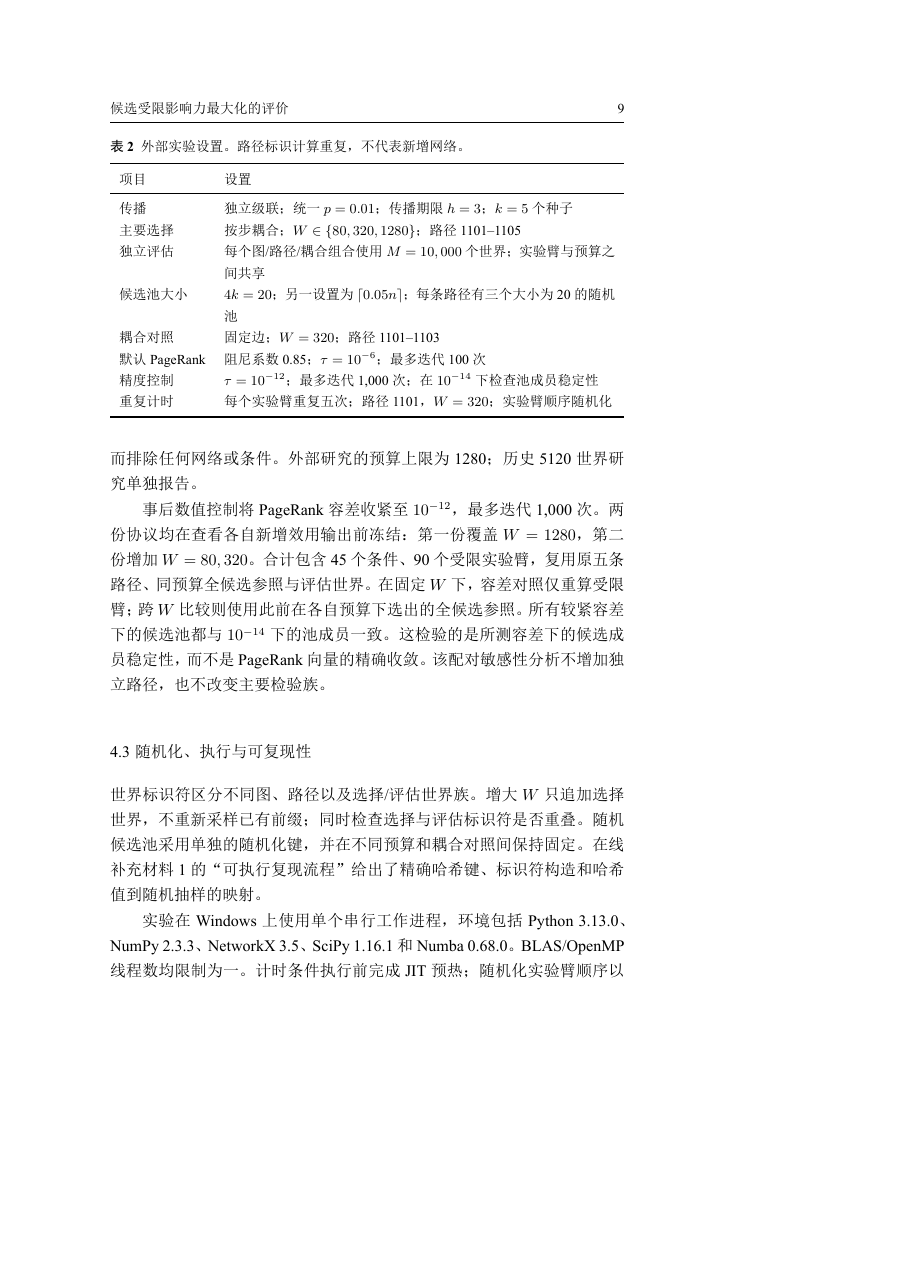 候选受限影响力最大化的评价 9
表 2 外部实验设置。路径标识计算重复，不代表新增网络。
项目 设置
传播 独立级联；统一 p = 0.01；传播期限 h = 3；k = 5 个种子
主要选择 按步耦合；W ∈ {80, 320, 1280}；路径 1101–1105
独立评估 每个图/路径/耦合组合使用 M = 10, 000 个世界；实验臂与预算之
间共享
候选池大小 4k = 20；另一设置为 ⌈0.05n⌉；每条路径有三个大小为 20 的随机
池
耦合对照 固定边；W = 320；路径 1101–1103
默认 PageRank 阻尼系数 0.85；τ = 10⁻⁶；最多迭代 100 次
精度控制 τ = 10⁻¹²；最多迭代 1,000 次；在 10⁻¹⁴ 下检查池成员稳定性
重复计时 每个实验臂重复五次；路径 1101，W = 320；实验臂顺序随机化
而排除任何网络或条件。外部研究的预算上限为 1280；历史 5120 世界研
究单独报告。
事后数值控制将 PageRank 容差收紧至 10⁻¹²，最多迭代 1,000 次。两
份协议均在查看各自新增效用输出前冻结：第一份覆盖 W = 1280，第二
份增加 W = 80, 320。合计包含 45 个条件、90 个受限实验臂，复用原五条
路径、同预算全候选参照与评估世界。在固定 W 下，容差对照仅重算受限
臂；跨 W 比较则使用此前在各自预算下选出的全候选参照。所有较紧容差
下的候选池都与 10⁻¹⁴ 下的池成员一致。这检验的是所测容差下的候选成
员稳定性，而不是 PageRank 向量的精确收敛。该配对敏感性分析不增加独
立路径，也不改变主要检验族。
4.3 随机化、执行与可复现性
世界标识符区分不同图、路径以及选择/评估世界族。增大 W 只追加选择
世界，不重新采样已有前缀；同时检查选择与评估标识符是否重叠。随机
候选池采用单独的随机化键，并在不同预算和耦合对照间保持固定。在线
补充材料 1 的“可执行复现流程”给出了精确哈希键、标识符构造和哈希
值到随机抽样的映射。
实验在 Windows 上使用单个串行工作进程，环境包括 Python 3.13.0、
NumPy 2.3.3、NetworkX 3.5、SciPy 1.16.1 和 Numba 0.68.0。BLAS/OpenMP
线程数均限制为一。计时条件执行前完成 JIT 预热；随机化实验臂顺序以